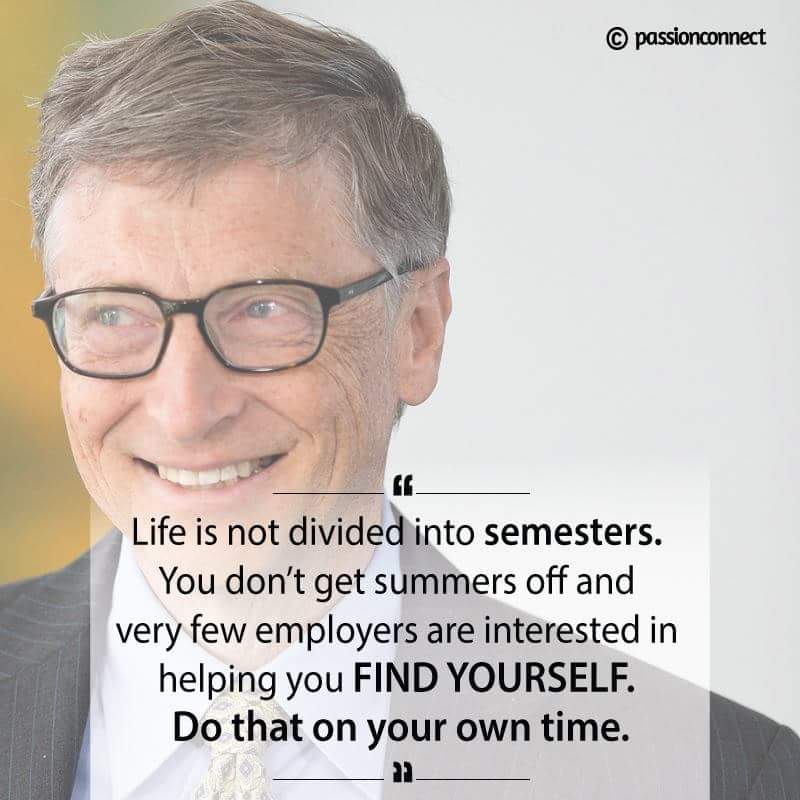 © passionconnect
“
Life is not divided into semesters.
You don’t get summers off and
very few employers are interested in
helping you FIND YOURSELF.
Do that on your own time.
”